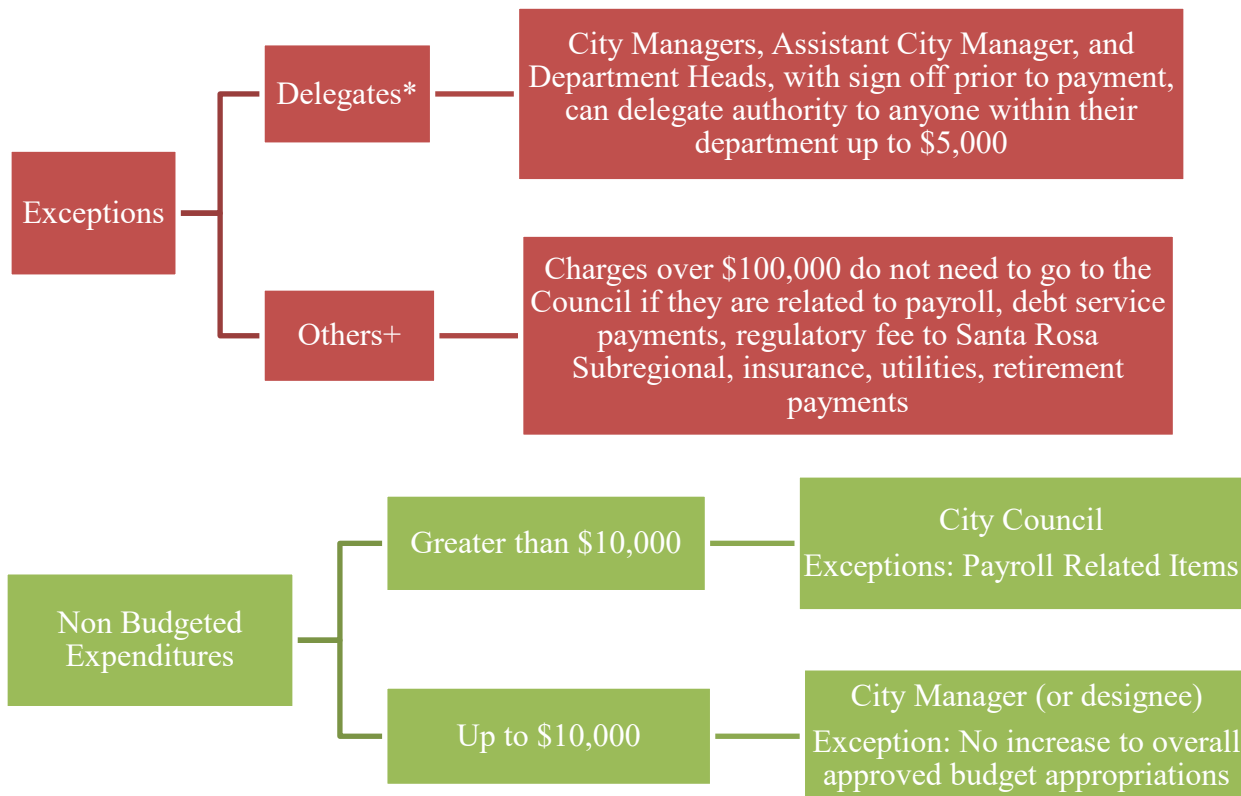 Exceptions
Delegates*
City Managers, Assistant City Manager, and
Department Heads, with sign off prior to payment,
can delegate authority to anyone within their
department up to $5,000
Others+
Charges over $100,000 do not need to go to the
Council if they are related to payroll, debt service
payments, regulatory fee to Santa Rosa
Subregional, insurance, utilities, retirement
payments
Non Budgeted
Expenditures
Greater than $10,000
City Council
Exceptions: Payroll Related Items
Up to $10,000
City Manager (or designee)
Exception: No increase to overall
approved budget appropriations